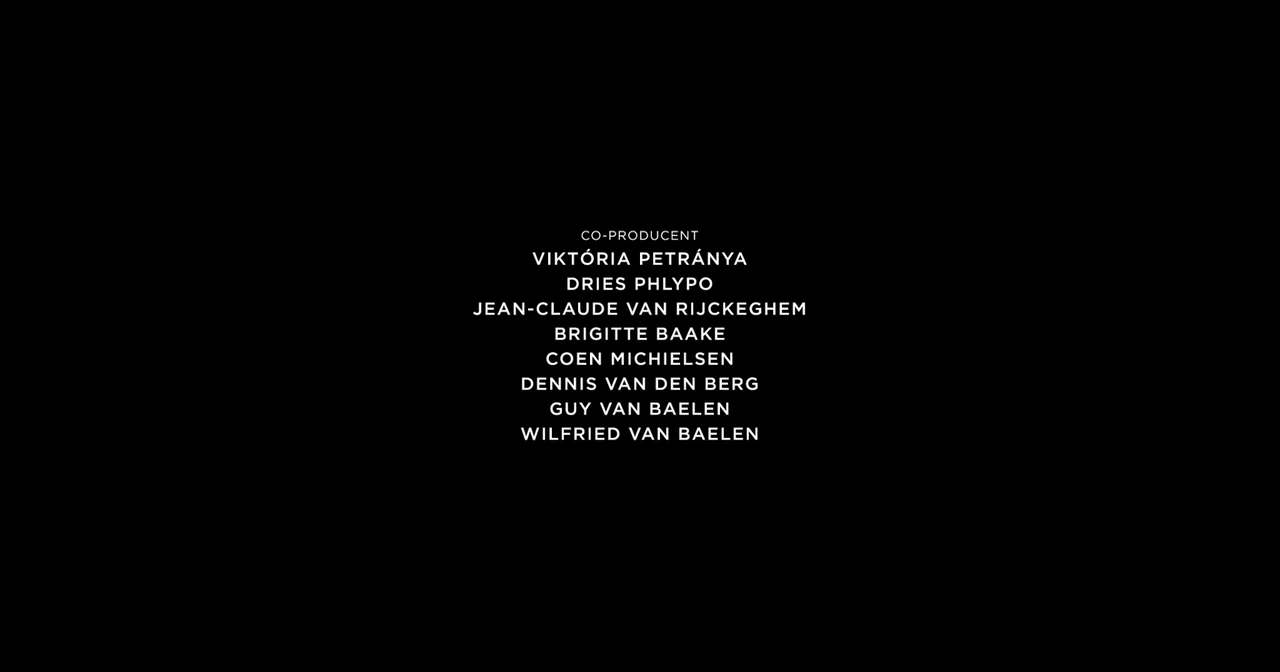 CO-PRODUCENT
VIKTÓRIA PETRÁNYA
DRIES PHLYPO
JEAN-CLAUDE VAN RIJCKEGHEM
BRIGITTE BAAKE
COEN MICHIELSEN
DENNIS VAN DEN BERG
GUY VAN BAELEN
WILFRIED VAN BAELEN